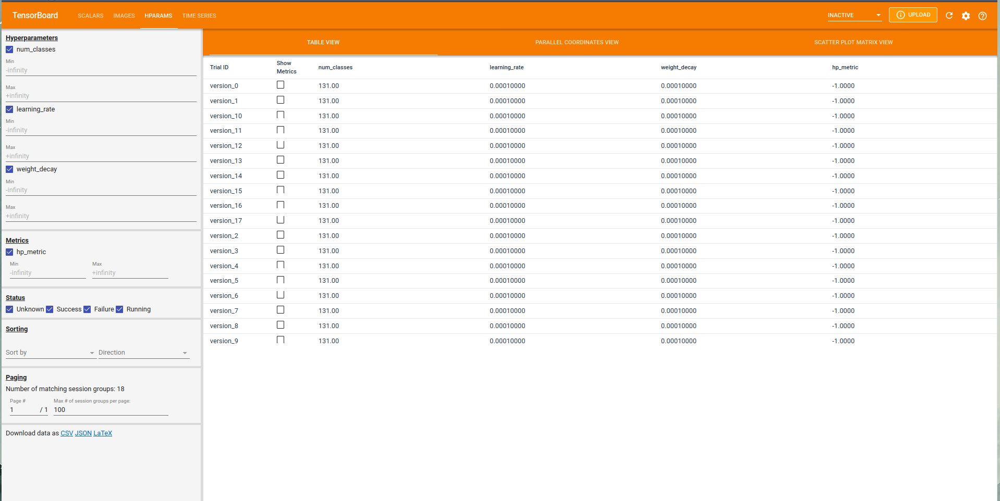 TensorBoard SCALARS IMAGES HPARAMS TIME SERIES INACTIVE UPLOAD
Hyperparameters
num_classes
Min
-infinity
Max
+infinity
learning_rate
Min
-infinity
Max
+infinity
weight_decay
Min
-infinity
Max
+infinity
Metrics
hp_metric
Min Max
-infinity +infinity
Status
Unknown Success Failure Running
Sorting
Sort by Direction
Paging
Number of matching session groups: 18
Page # Max # of session groups per page:
1 / 1 100
Download data as CSV JSON LaTeX
TABLE VIEW PARALLEL COORDINATES VIEW SCATTER PLOT MATRIX VIEW
Trial ID Show Metrics num_classes learning_rate weight_decay hp_metric
version_0 131.00 0.00010000 0.00010000 -1.0000
version_1 131.00 0.00010000 0.00010000 -1.0000
version_10 131.00 0.00010000 0.00010000 -1.0000
version_11 131.00 0.00010000 0.00010000 -1.0000
version_12 131.00 0.00010000 0.00010000 -1.0000
version_13 131.00 0.00010000 0.00010000 -1.0000
version_14 131.00 0.00010000 0.00010000 -1.0000
version_15 131.00 0.00010000 0.00010000 -1.0000
version_16 131.00 0.00010000 0.00010000 -1.0000
version_17 131.00 0.00010000 0.00010000 -1.0000
version_2 131.00 0.00010000 0.00010000 -1.0000
version_3 131.00 0.00010000 0.00010000 -1.0000
version_4 131.00 0.00010000 0.00010000 -1.0000
version_5 131.00 0.00010000 0.00010000 -1.0000
version_6 131.00 0.00010000 0.00010000 -1.0000
version_7 131.00 0.00010000 0.00010000 -1.0000
version_8 131.00 0.00010000 0.00010000 -1.0000
version_9 131.00 0.00010000 0.00010000 -1.0000